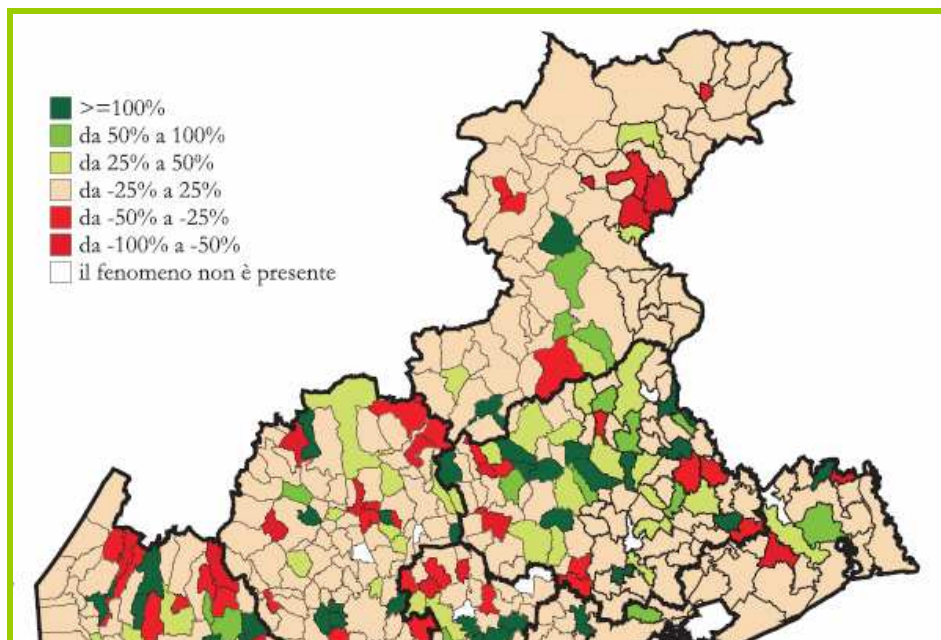 >=100%
da 50% a 100%
da 25% a 50%
da -25% a 25%
da -50% a -25%
da -100% a -50%
il fenomeno non è presente